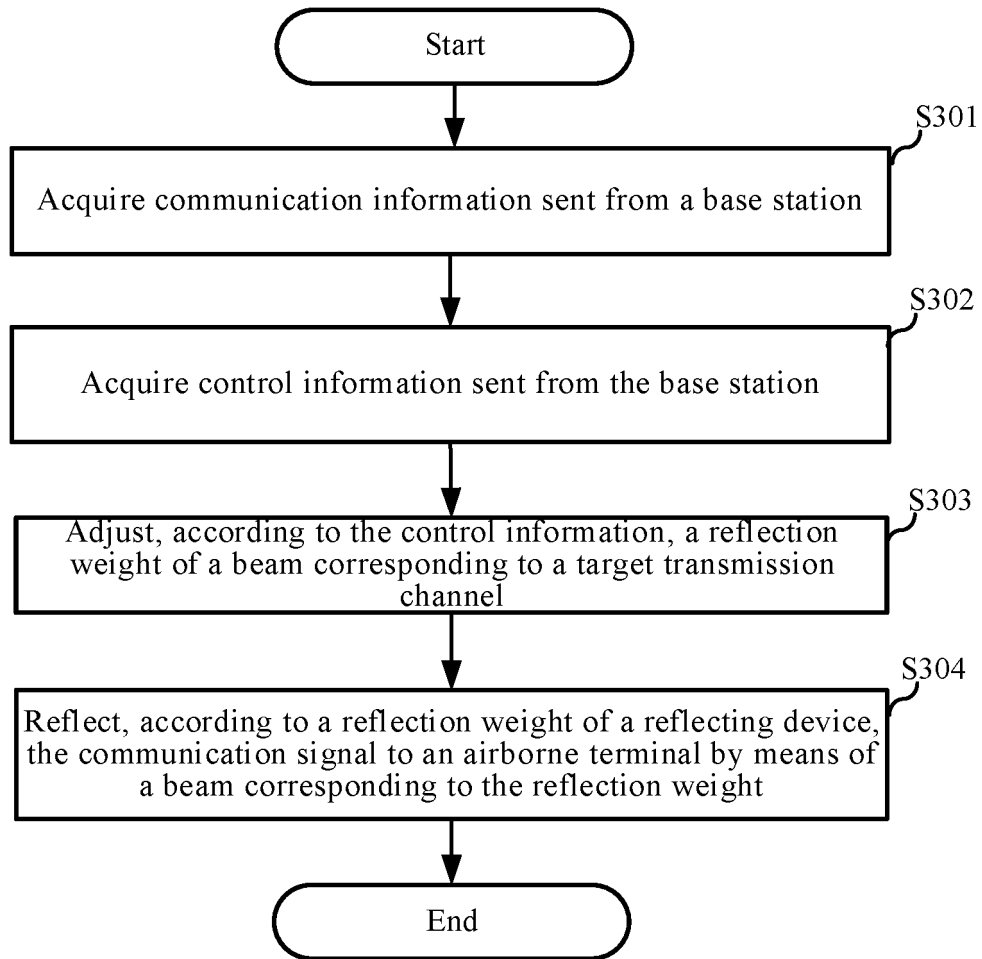 Start
S301
Acquire communication information sent from a base station
S302
Acquire control information sent from the base station
S303
Adjust, according to the control information, a reflection
weight of a beam corresponding to a target transmission
channel
S304
Reflect, according to a reflection weight of a reflecting device,
the communication signal to an airborne terminal by means of
a beam corresponding to the reflection weight
End